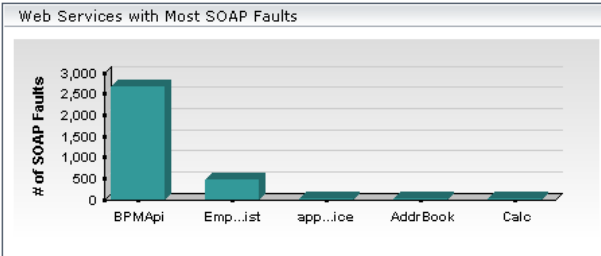 Web Services with Most SOAP Faults
# of SOAP Faults
3,000
2,500
2,000
1,500
1,000
500
0
BPMApi Emp...ist app...ice AddrBook Calc